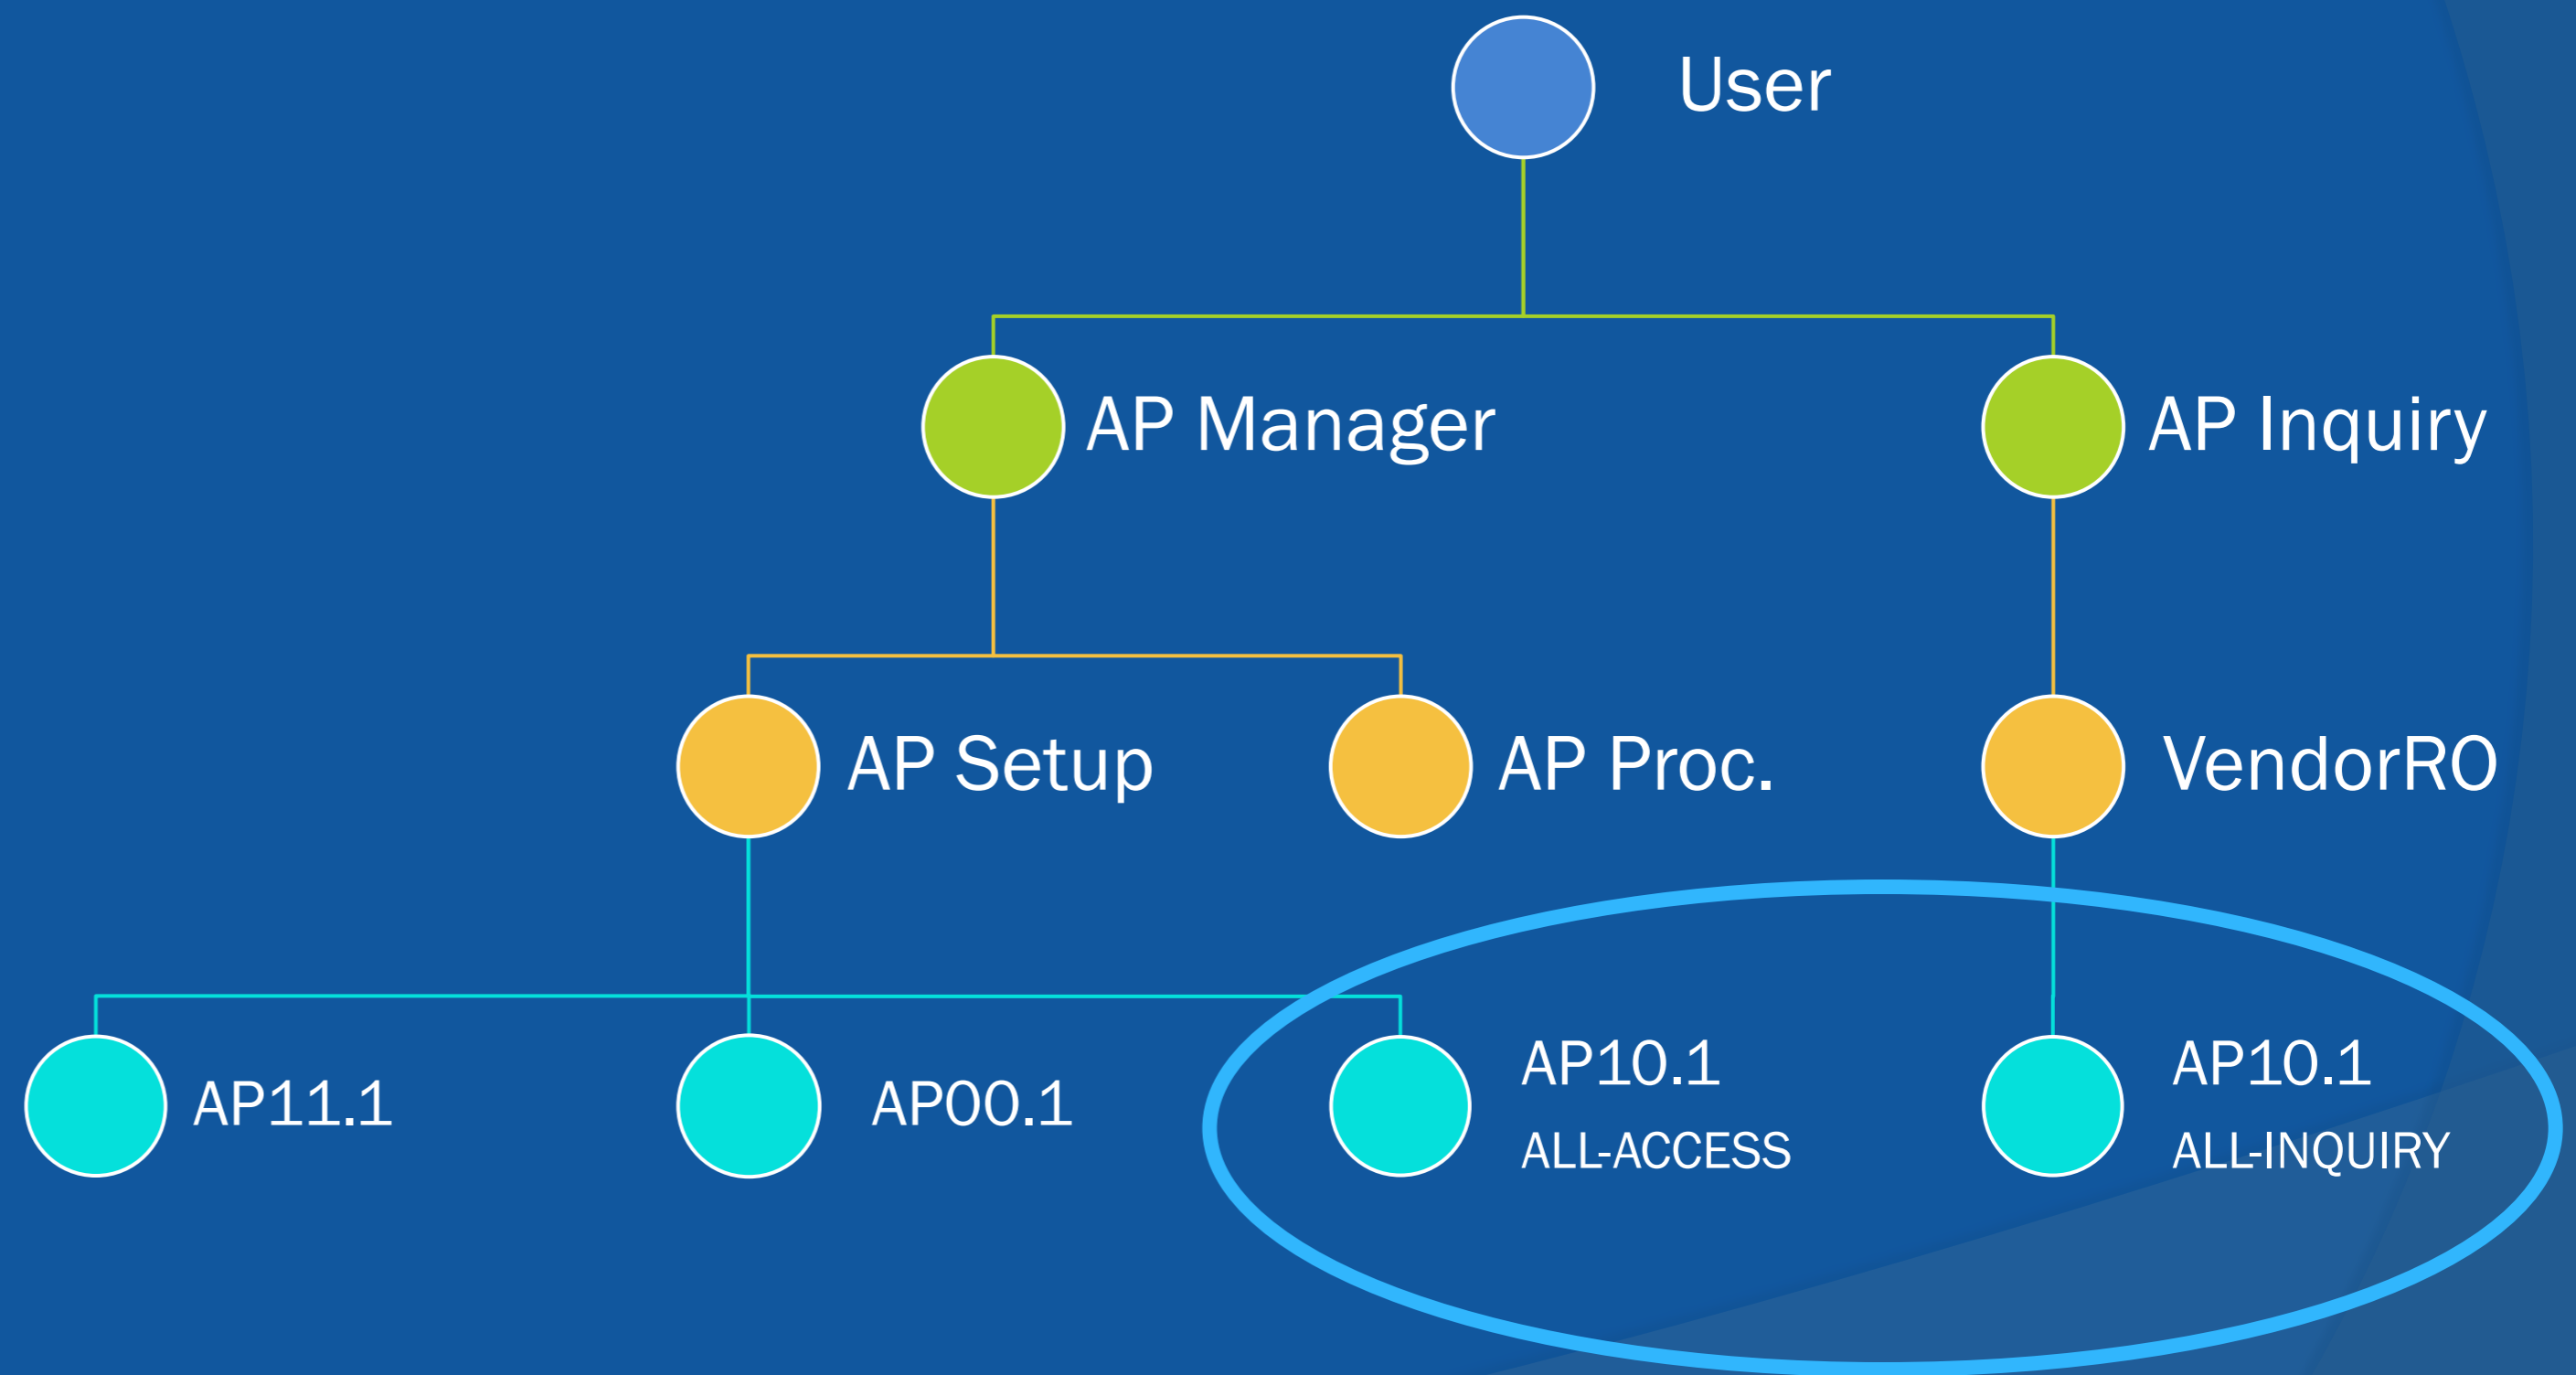 User
AP Manager
AP Inquiry
AP Setup
AP Proc.
VendorRO
AP11.1
AP00.1
AP10.1
ALL-ACCESS
AP10.1
ALL-INQUIRY